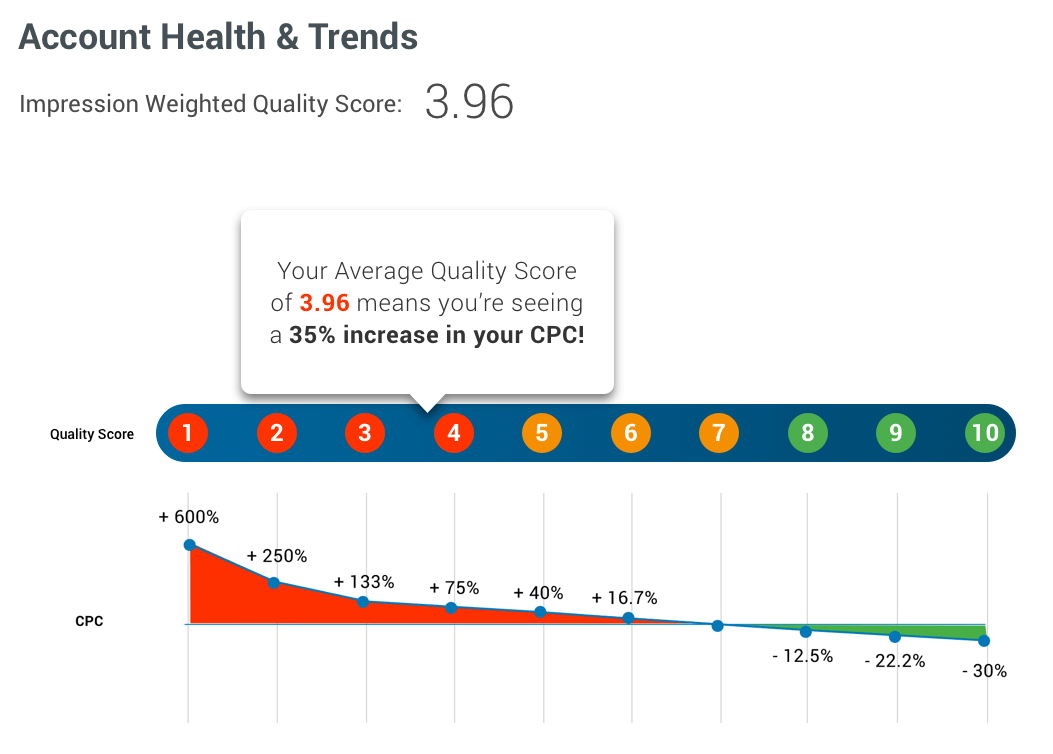 Account Health & Trends
Impression Weighted Quality Score: 3.96
Your Average Quality Score
of 3.96 means you’re seeing
a 35% increase in your CPC!
Quality Score 1 2 3 4 5 6 7 8 9 10
+ 600%
+ 250%
+ 133%
+ 75%
+ 40%
+ 16.7%
CPC
- 12.5%
- 22.2%
- 30%